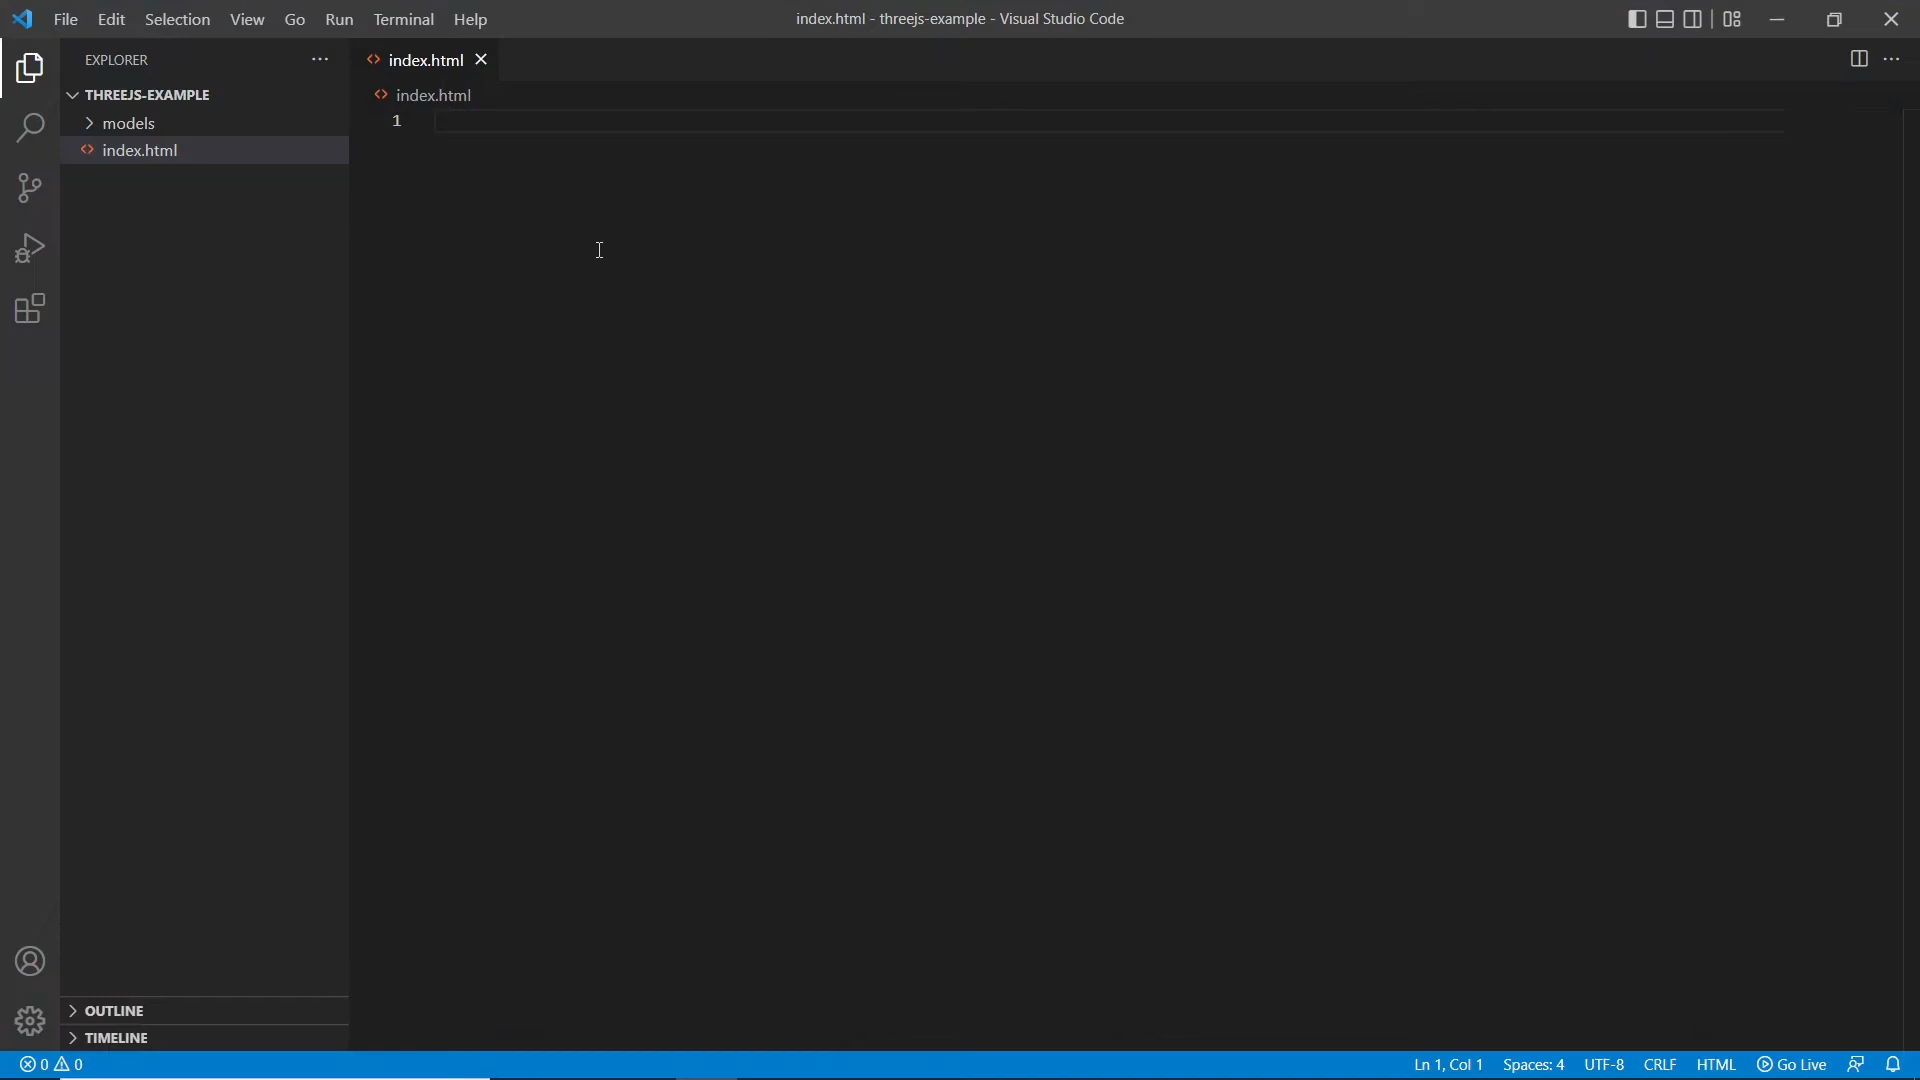 File Edit Selection View Go Run Terminal Help
index.html - threejs-example - Visual Studio Code
EXPLORER
THREEJS-EXAMPLE
models
index.html
OUTLINE
TIMELINE
index.html
index.html
1
0 0
Ln 1, Col 1 Spaces: 4 UTF-8 CRLF HTML Go Live